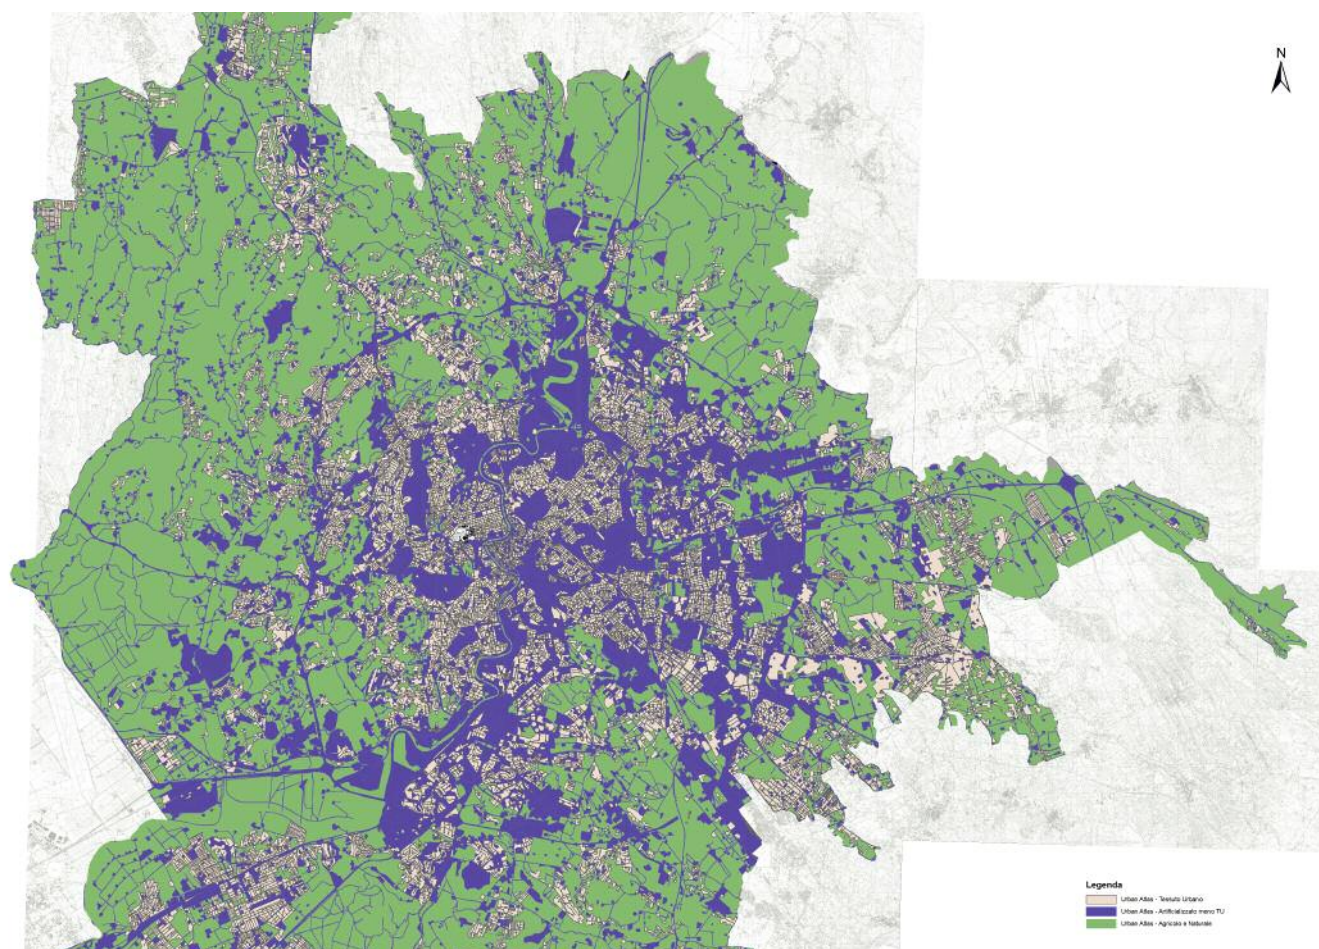 N
Legenda
Urban Atlas - Tessuto Urbano
Urban Atlas - Artificializzato meno TU
Urban Atlas - Agricolo e Naturale